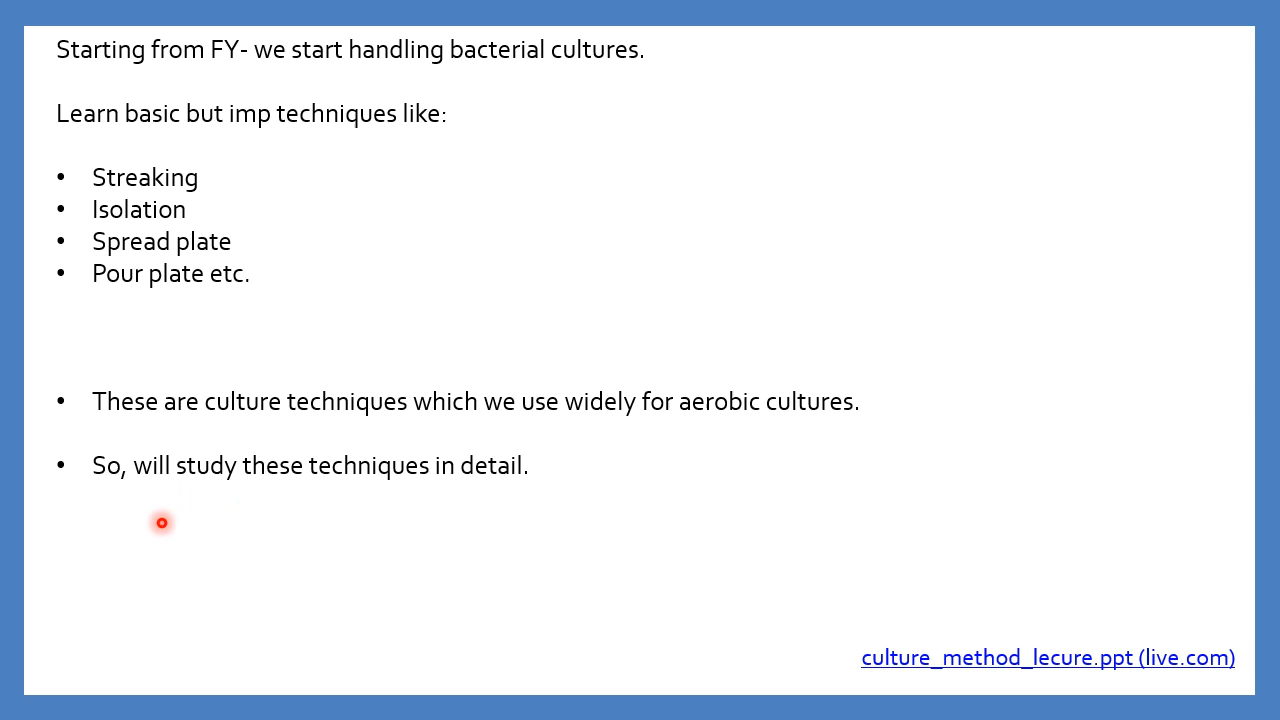 Starting from FY- we start handling bacterial cultures.
Learn basic but imp techniques like:
• Streaking
• Isolation
• Spread plate
• Pour plate etc.
• These are culture techniques which we use widely for aerobic cultures.
• So, will study these techniques in detail.
culture_method_lecure.ppt (live.com)